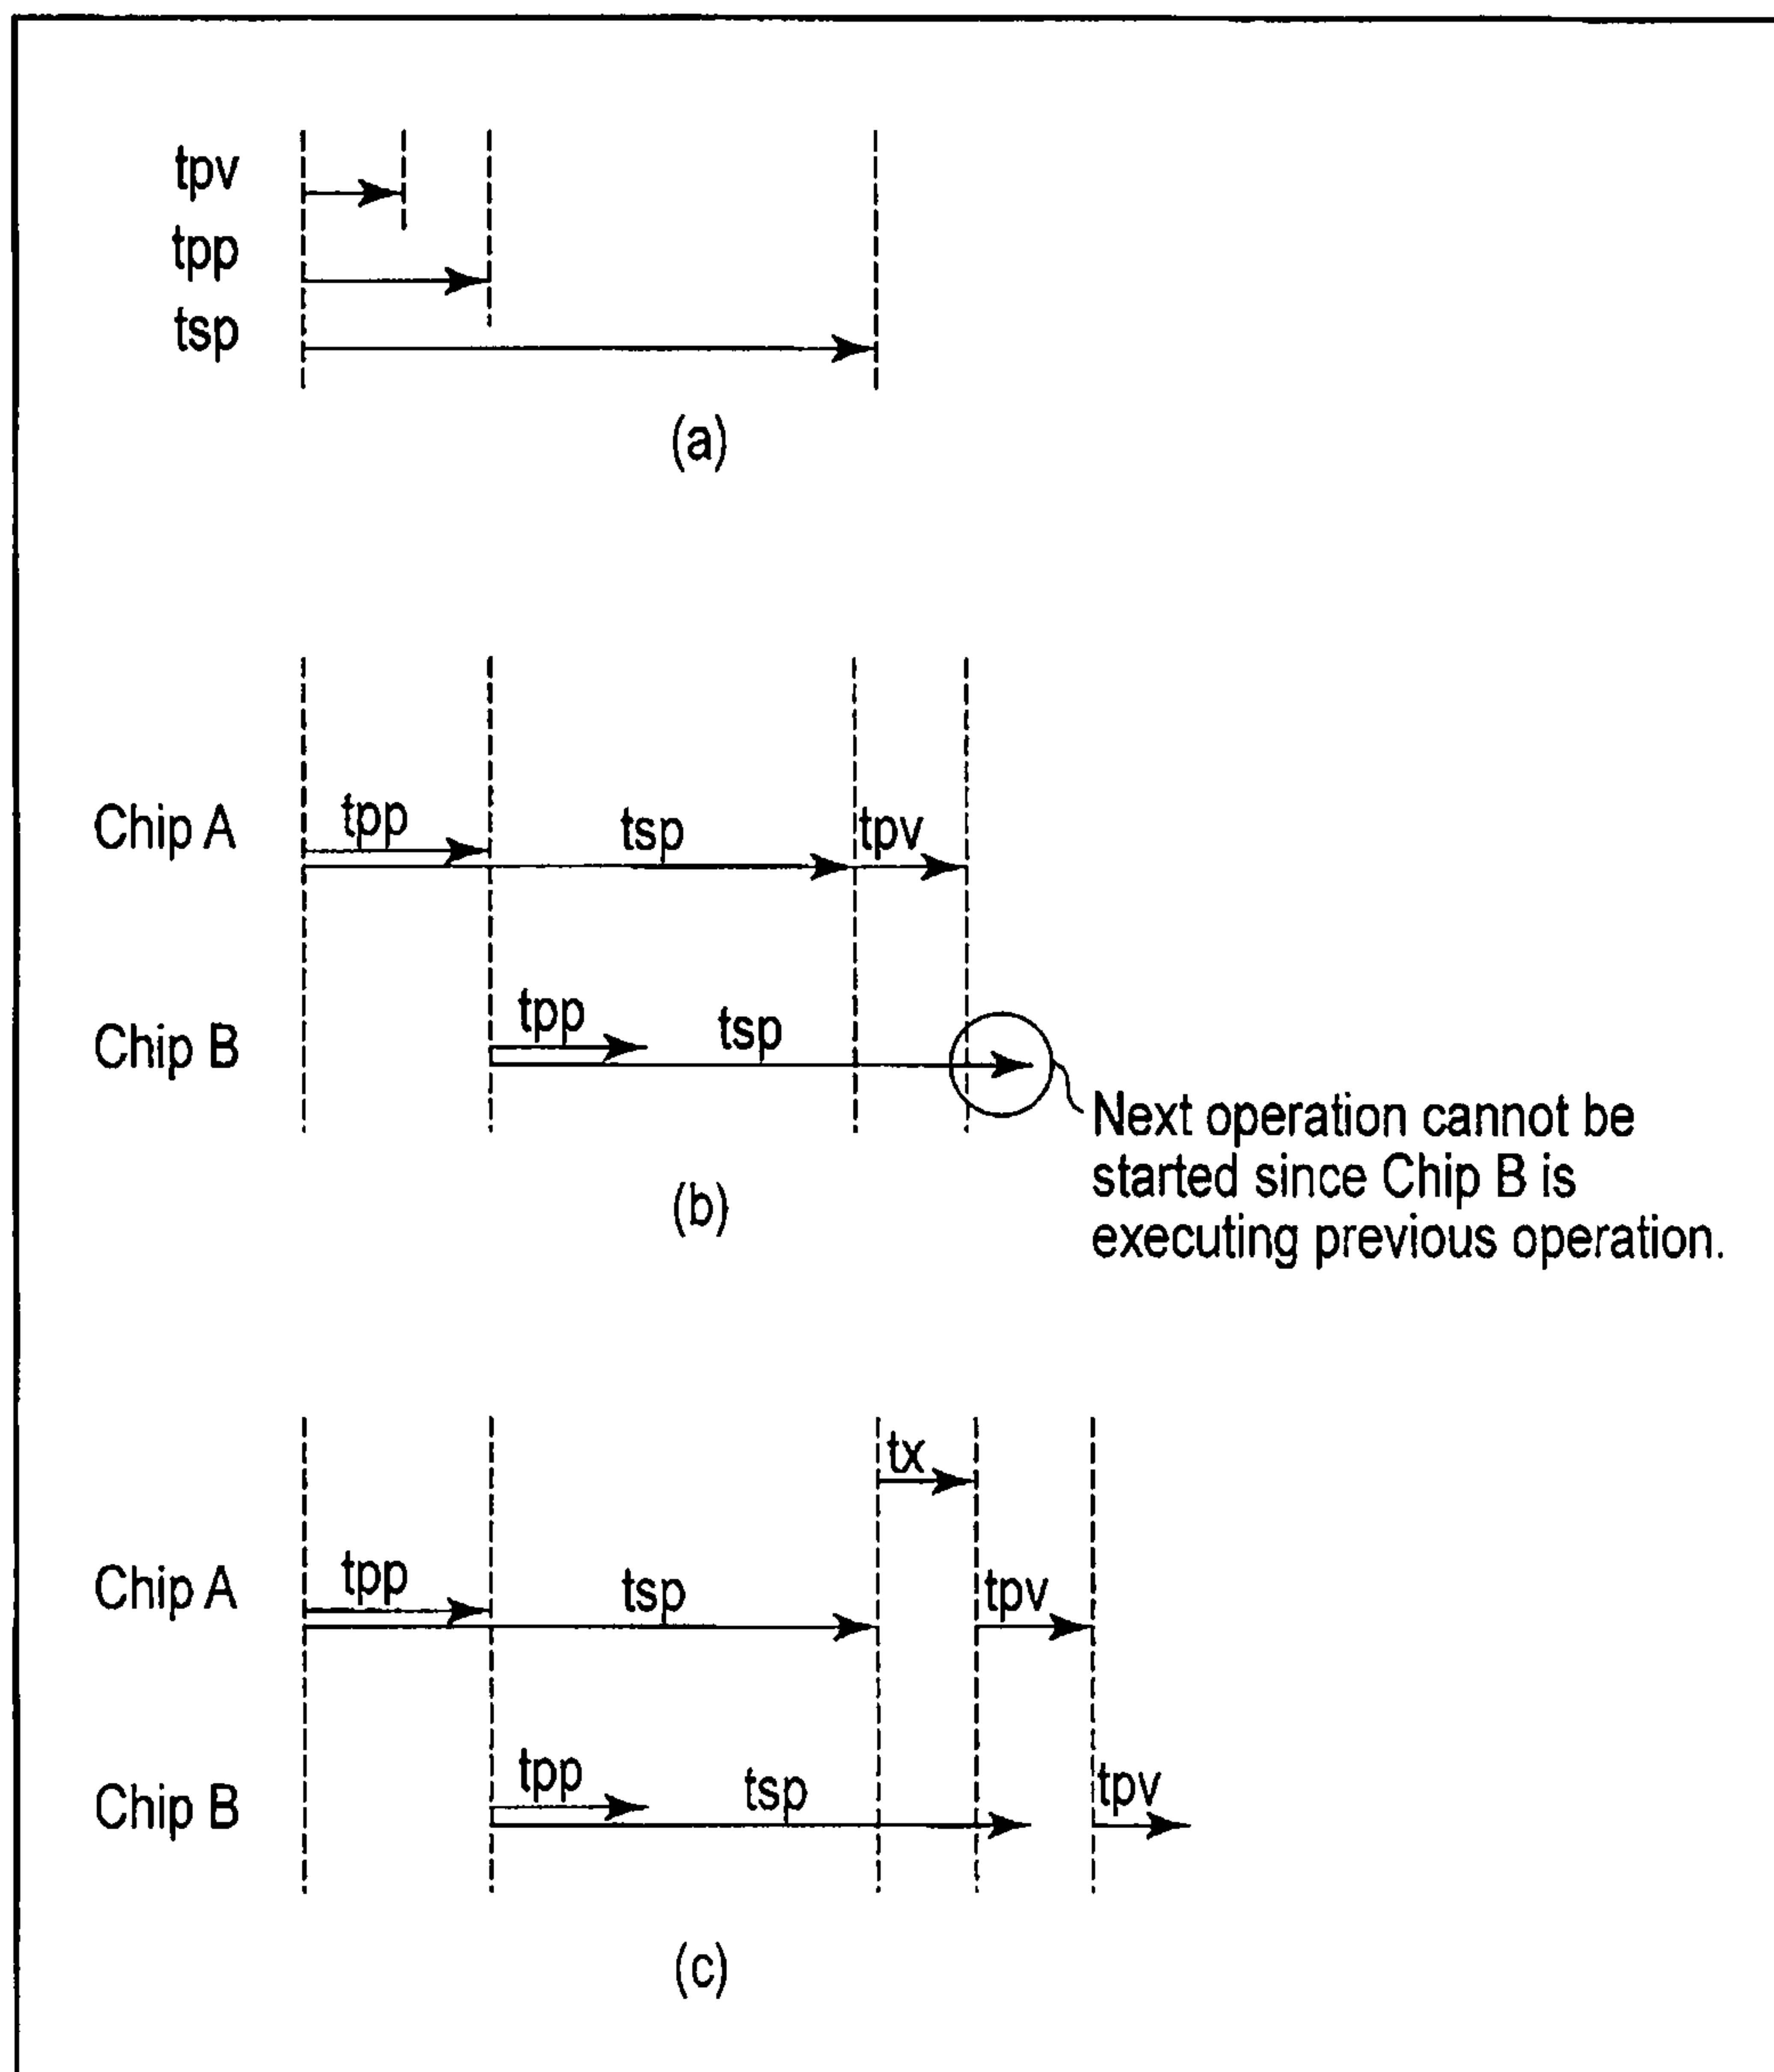 tpv
tpp
tsp
(a)
tpp
tsp
tpv
Chip A
tpp
tsp
Chip B
Next operation cannot be
started since Chip B is
executing previous operation.
(b)
tx
tpp
tsp
tpv
Chip A
tpp
tsp
tpv
Chip B
(c)